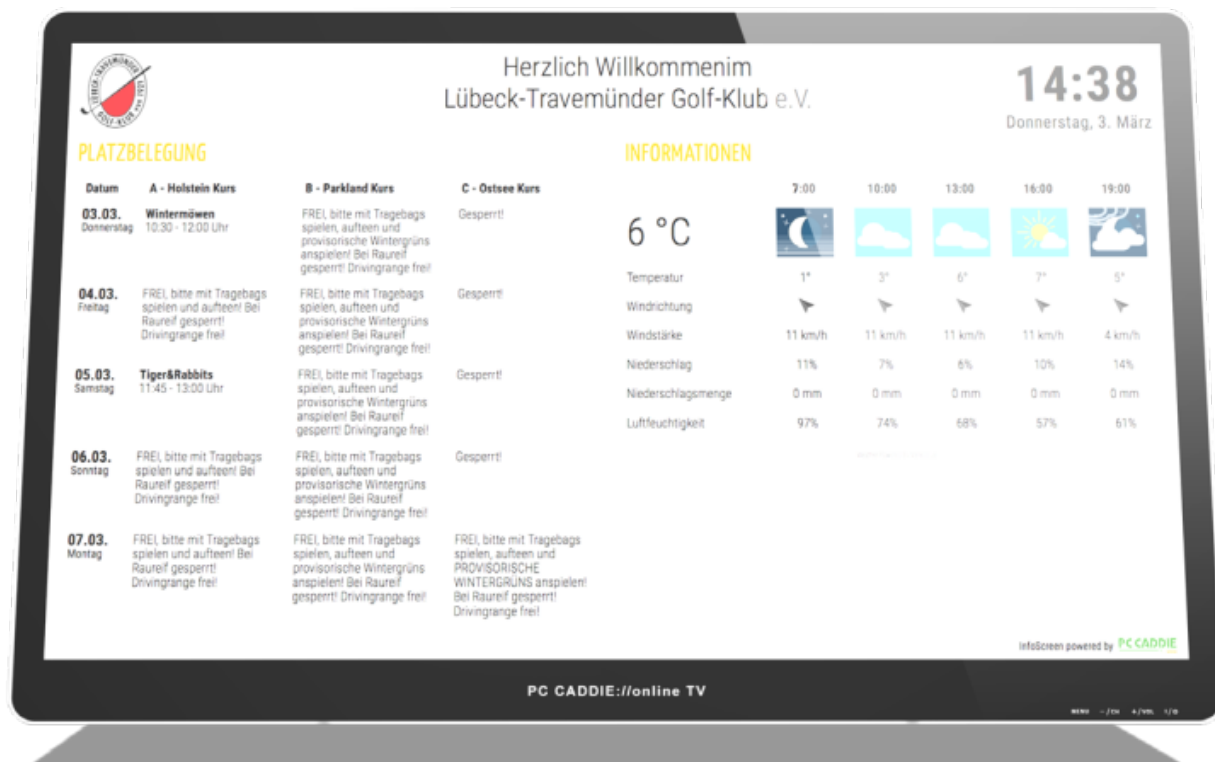 LÜBECK-TRAVEMÜNDER
GOLF-KLUB
Herzlich Willkommenim
Lübeck-Travemünder Golf-Klub e.V.
14:38
Donnerstag, 3. März
PLATZBELEGUNG
Datum A - Holstein Kurs B - Parkland Kurs C - Ostsee Kurs
03.03.
Donnerstag
Wintermöwen
10:30 - 12:00 Uhr
FREI, bitte mit Tragebags
spielen, aufteen und
provisorische Wintergrüns
anspielen! Bei Raureif
gesperrt! Drivingrange frei!
Gesperrt!
04.03.
Freitag
FREI, bitte mit Tragebags
spielen und aufteen! Bei
Raureif gesperrt!
Drivingrange frei!
FREI, bitte mit Tragebags
spielen, aufteen und
provisorische Wintergrüns
anspielen! Bei Raureif
gesperrt! Drivingrange frei!
Gesperrt!
05.03.
Samstag
Tiger&Rabbits
11:45 - 13:00 Uhr
FREI, bitte mit Tragebags
spielen, aufteen und
provisorische Wintergrüns
anspielen! Bei Raureif
gesperrt! Drivingrange frei!
Gesperrt!
06.03.
Sonntag
FREI, bitte mit Tragebags
spielen und aufteen! Bei
Raureif gesperrt!
Drivingrange frei!
FREI, bitte mit Tragebags
spielen, aufteen und
provisorische Wintergrüns
anspielen! Bei Raureif
gesperrt! Drivingrange frei!
Gesperrt!
07.03.
Montag
FREI, bitte mit Tragebags
spielen und aufteen! Bei
Raureif gesperrt!
Drivingrange frei!
FREI, bitte mit Tragebags
spielen, aufteen und
provisorische Wintergrüns
anspielen! Bei Raureif
gesperrt! Drivingrange frei!
FREI, bitte mit Tragebags
spielen, aufteen und
PROVISORISCHE
WINTERGRÜNS anspielen!
Bei Raureif gesperrt!
Drivingrange frei!
INFORMATIONEN
7:00 10:00 13:00 16:00 19:00
6 °C
Temperatur 1° 3° 6° 7° 5°
Windrichtung
Windstärke 11 km/h 11 km/h 11 km/h 11 km/h 4 km/h
Niederschlag 11% 7% 6% 10% 14%
Niederschlagsmenge 0 mm 0 mm 0 mm 0 mm 0 mm
Luftfeuchtigkeit 97% 74% 68% 57% 61%
InfoScreen powered by PC CADDIE
PC CADDIE://online TV
MENU - / CH + / VOL